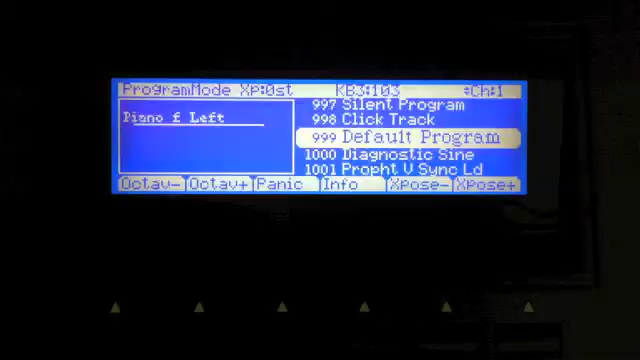 ProgramMode Xp:0st KB3:103 ÷Ch:1
997 Silent Program
Piano f Left
998 Click Track
999 Default Program
1000 Diagnostic Sine
1001 Propht V Sync Ld
Octav- Octav+ Panic Info Xpose- Xpose+